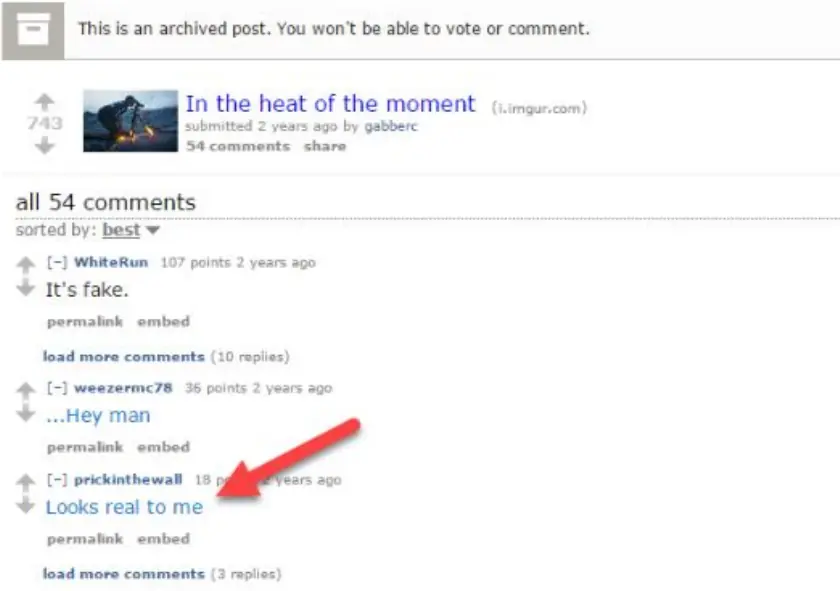 This is an archived post. You won't be able to vote or comment.
743
In the heat of the moment (i.imgur.com)
submitted 2 years ago by gabberc
54 comments share
all 54 comments
sorted by: best
[–] WhiteRun 107 points 2 years ago
It's fake.
permalink embed
load more comments (10 replies)
[–] weezermc78 36 points 2 years ago
...Hey man
permalink embed
[–] prickinthewall 18 years ago
Looks real to me
permalink embed
load more comments (3 replies)